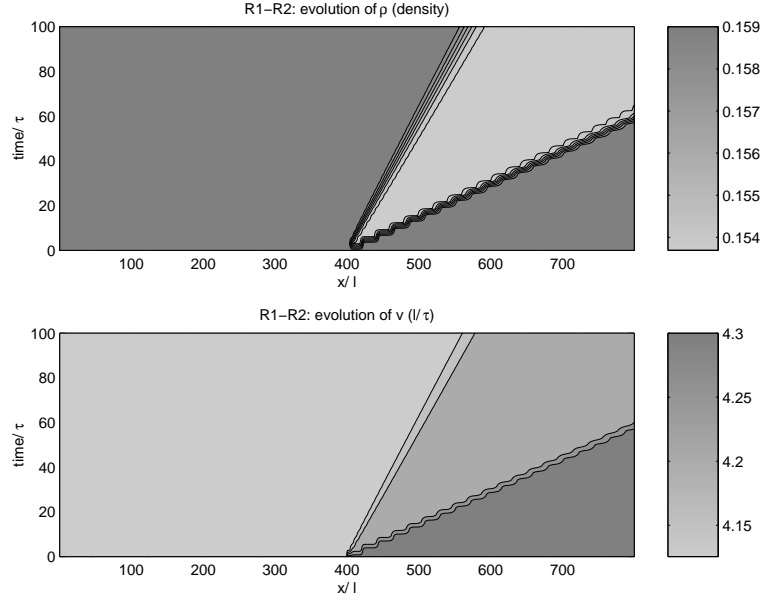 R1−R2: evolution of ρ (density)
100
80
60
40
20
0
time/ τ
100 200 300 400 500 600 700
x/ l
0.159
0.158
0.157
0.156
0.155
0.154
R1−R2: evolution of v (l/τ)
100
80
60
40
20
0
time/ τ
100 200 300 400 500 600 700
x/ l
4.3
4.25
4.2
4.15